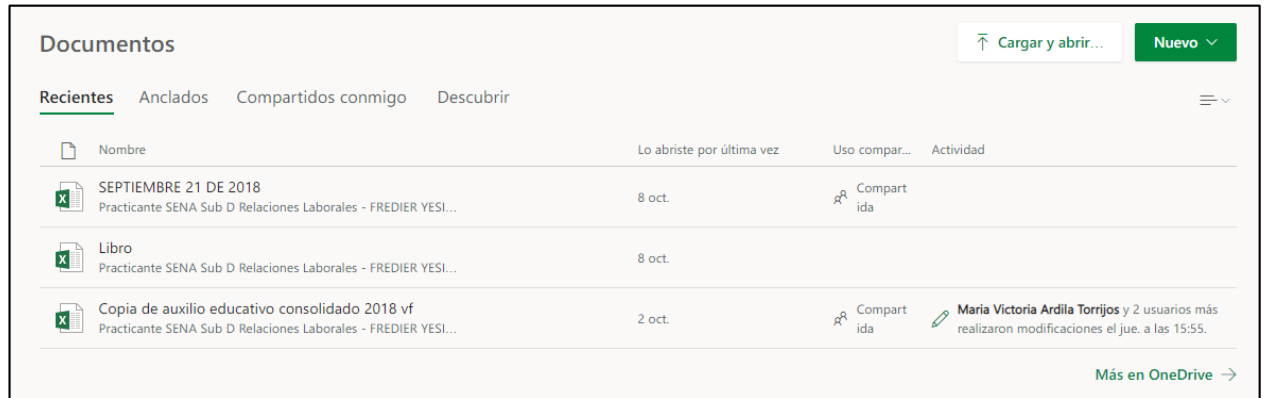 Documentos
Cargar y abrir...
Nuevo
Recientes Anclados Compartidos conmigo Descubrir
Nombre Lo abriste por última vez Uso compar... Actividad
SEPTIEMBRE 21 DE 2018
Practicante SENA Sub D Relaciones Laborales - FREDIER YESI...
8 oct.
Compart
ida
Libro
Practicante SENA Sub D Relaciones Laborales - FREDIER YESI...
8 oct.
Copia de auxilio educativo consolidado 2018 vf
Practicante SENA Sub D Relaciones Laborales - FREDIER YESI...
2 oct.
Compart
ida
Maria Victoria Ardila Torrijos y 2 usuarios más
realizaron modificaciones el jue. a las 15:55.
Más en OneDrive